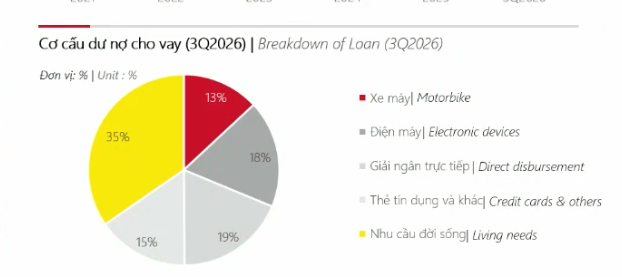 Cơ cấu dư nợ cho vay (3Q2026) | Breakdown of Loan (3Q2026)
Đơn vị: % | Unit : %
13%
18%
19%
15%
35%
Xe máy| Motorbike
Điện máy| Electronic devices
Giải ngân trực tiếp | Direct disbursement
Thẻ tín dụng và khác| Credit cards & others
Nhu cầu đời sống| Living needs